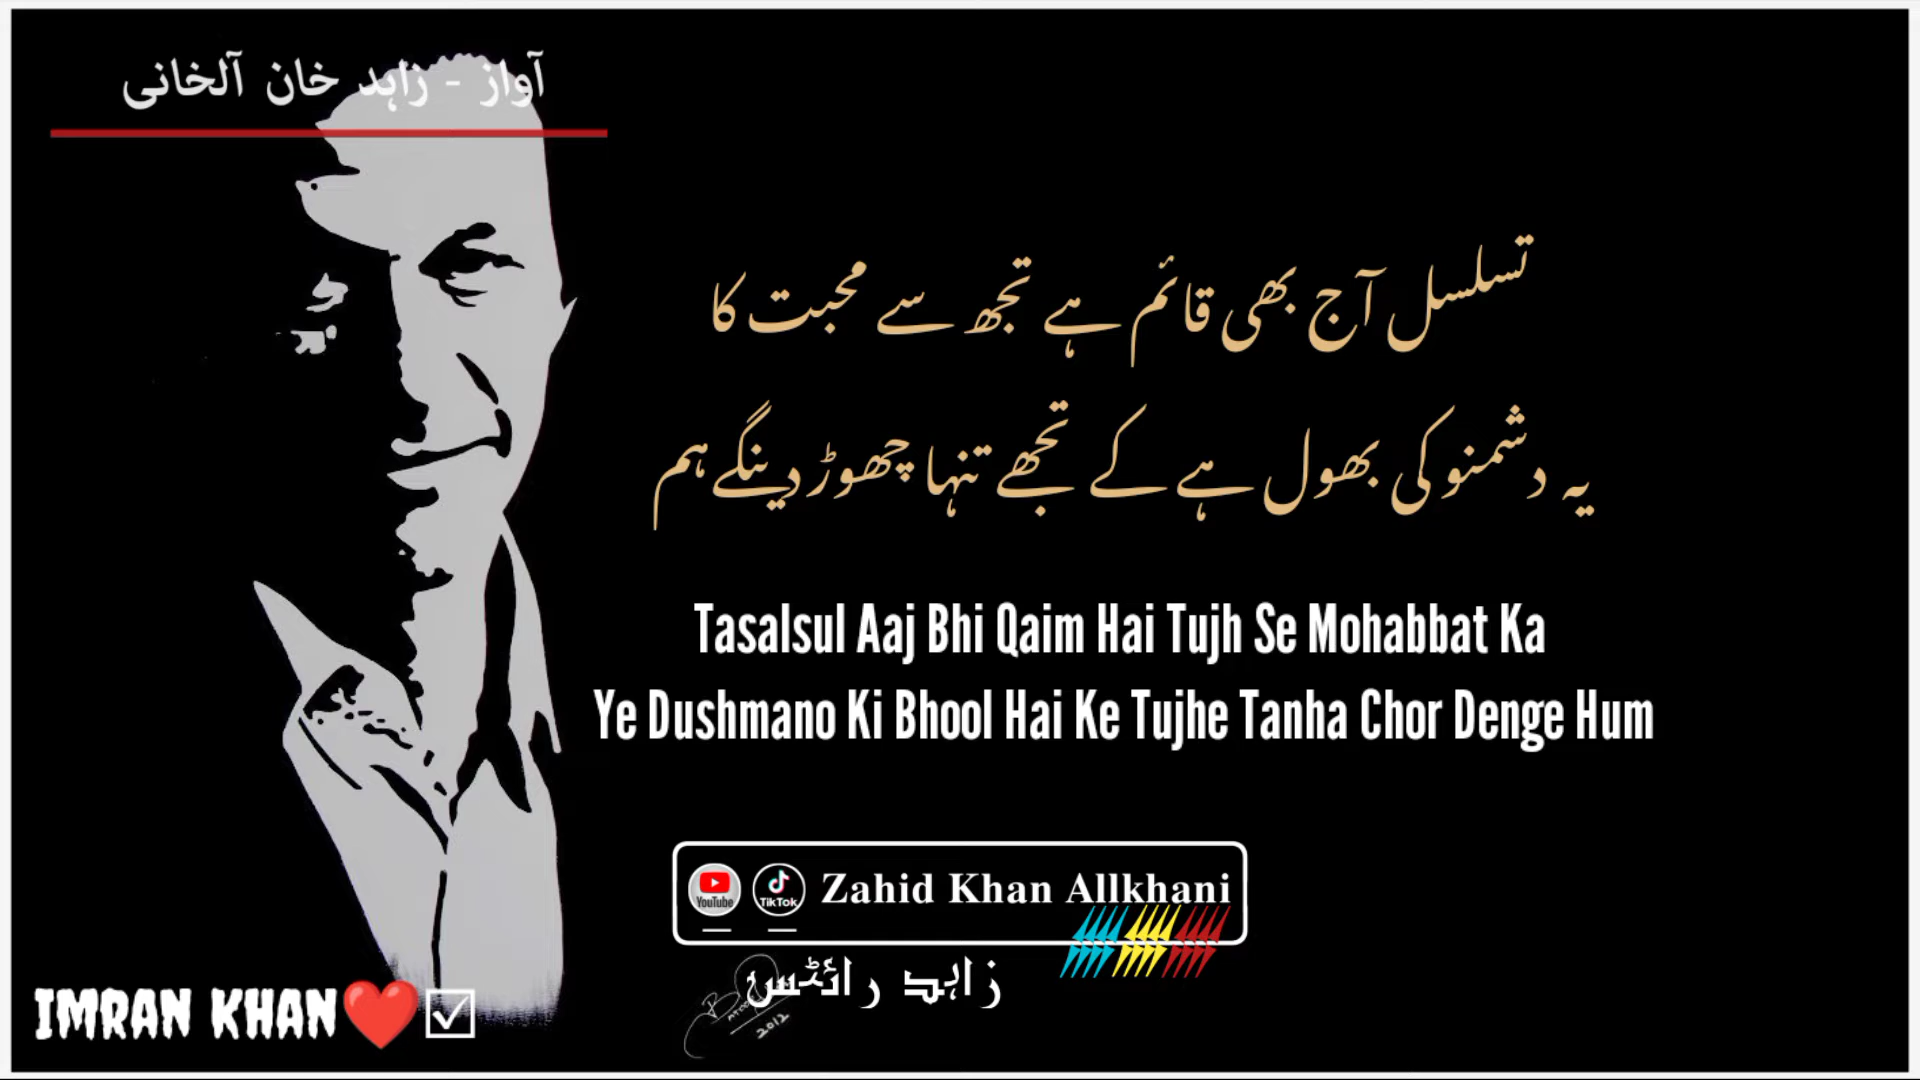 آواز - زاہد خان آلخانی
تسلسل آج بھی قائم ہے تجھ سے محبت کا
یہ دشمنو کی بھول ہے کے تجھے تنہا چھوڑ دینگے ہم
Tasalsul Aaj Bhi Qaim Hai Tujh Se Mohabbat Ka
Ye Dushmano Ki Bhool Hai Ke Tujhe Tanha Chor Denge Hum
YouTube TikTok Zahid Khan Allkhani
زاہد رائٹس
2012
IMRAN KHAN❤️☑